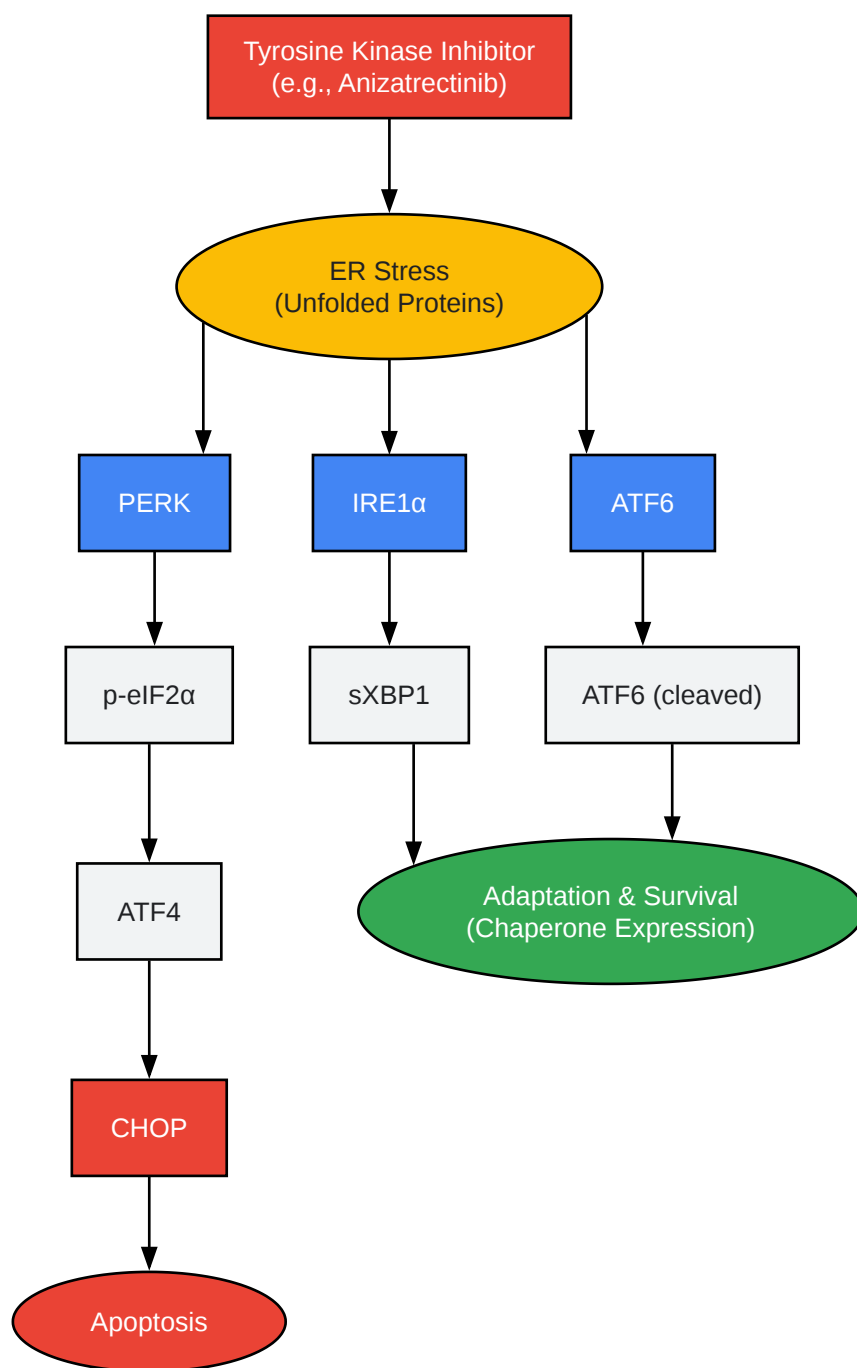 Tyrosine Kinase Inhibitor
(e.g., Anizatrectinib)
ER Stress
(Unfolded Proteins)
PERK
IRE1α
ATF6
p-eIF2α
sXBP1
ATF6 (cleaved)
ATF4
Adaptation & Survival
(Chaperone Expression)
CHOP
Apoptosis